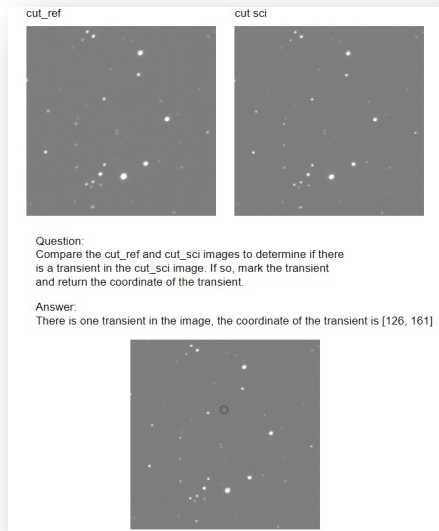 cut_ref
cut sci
Question:
Compare the cut_ref and cut_sci images to determine if there
is a transient in the cut_sci image. If so, mark the transient
and return the coordinate of the transient.
Answer:
There is one transient in the image, the coordinate of the transient is [126, 161]